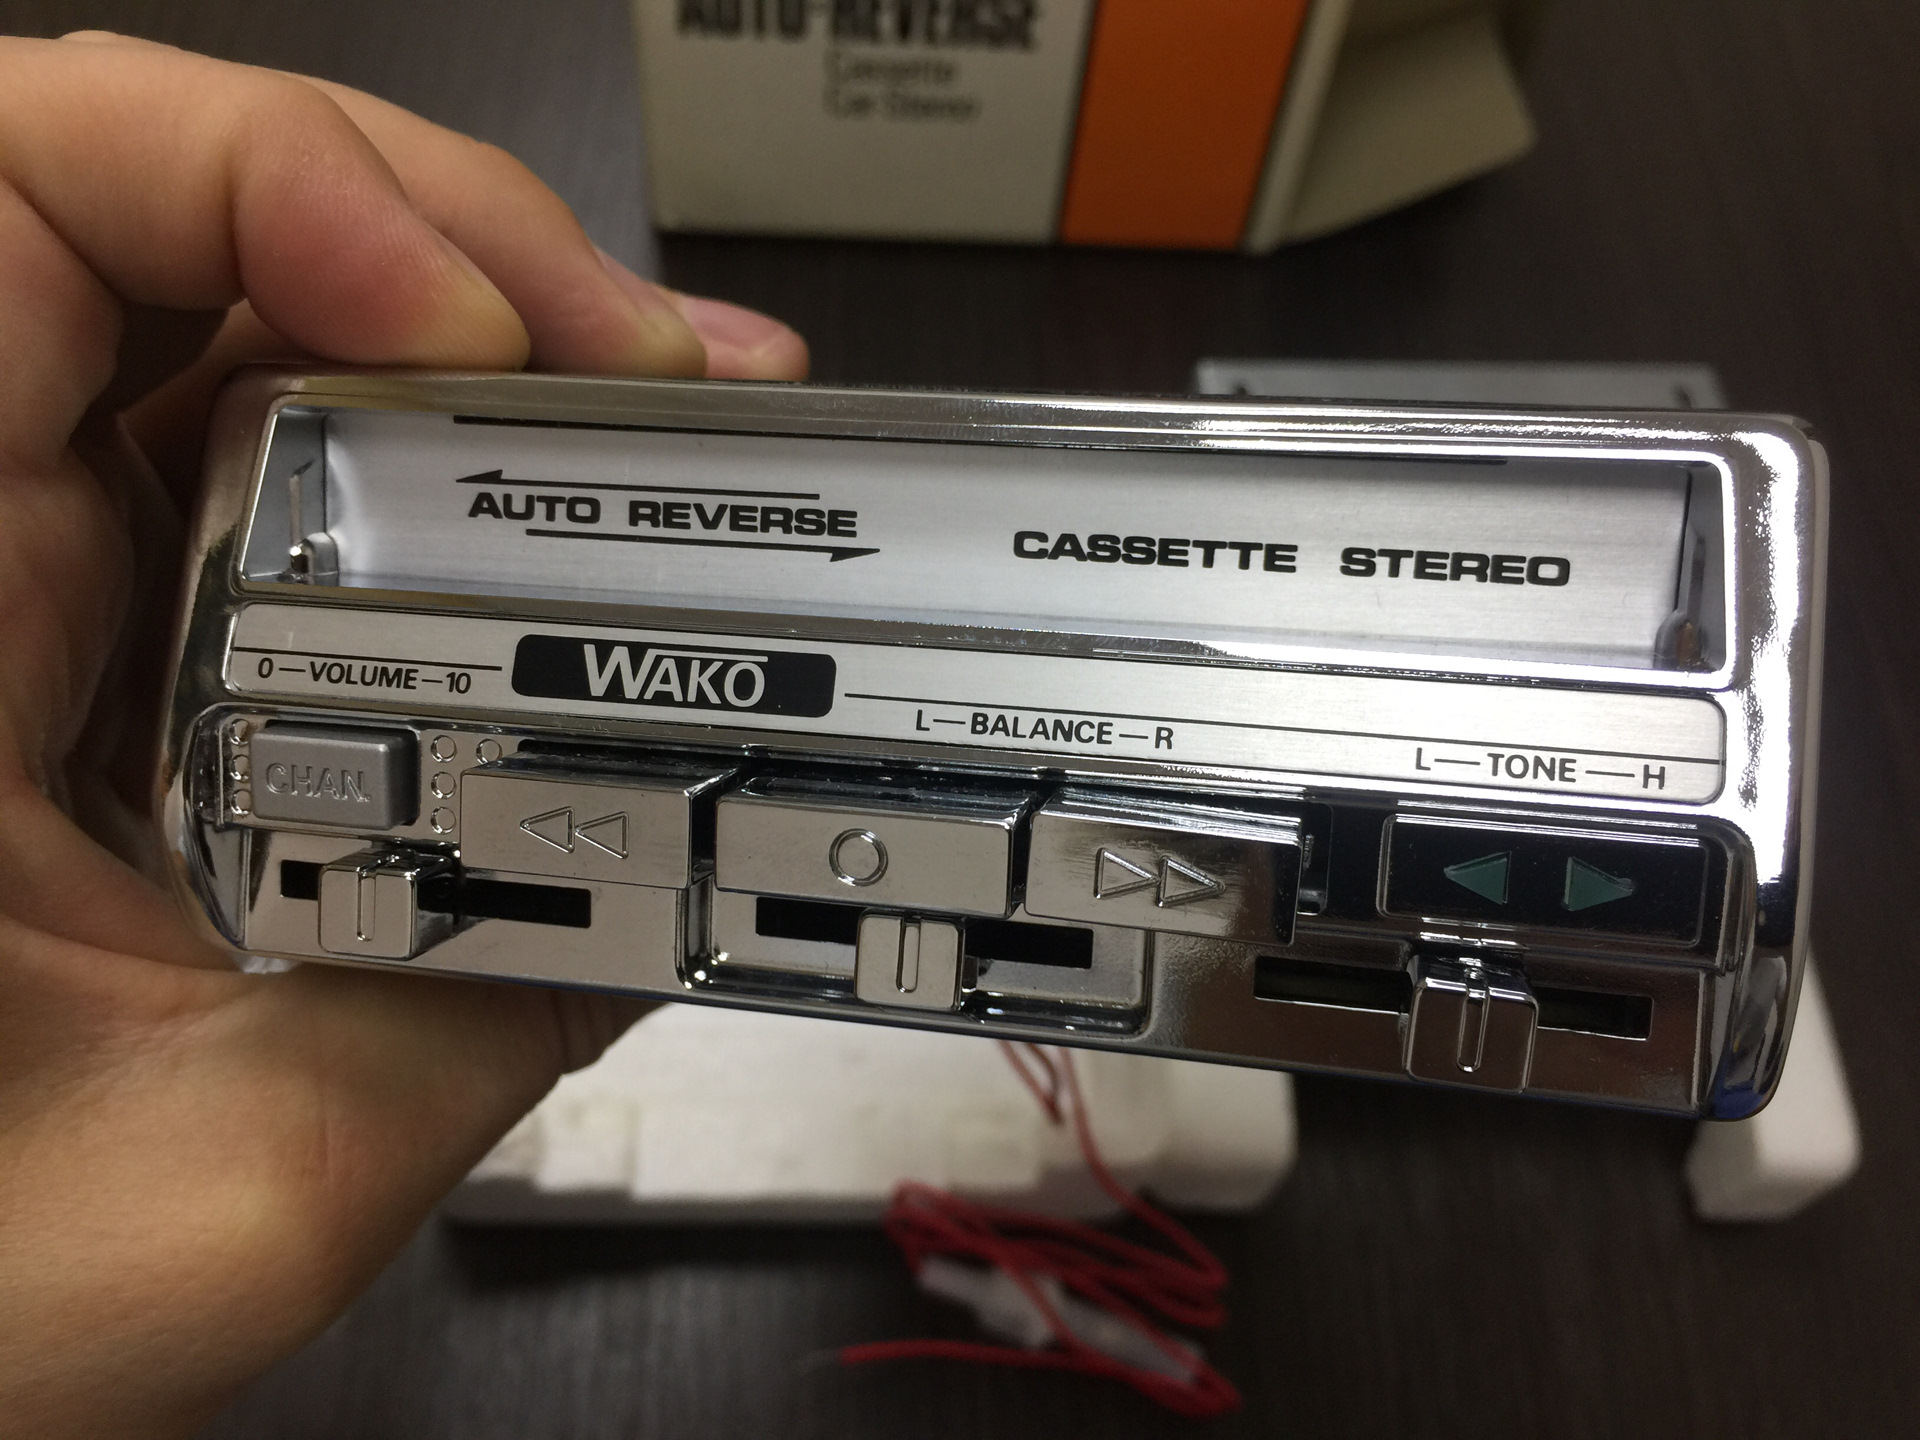 AUTO-REVERSE
Cassette
Car Stereo
AUTO REVERSE
CASSETTE STEREO
0—VOLUME—10
WAKO
L—BALANCE—R
L—TONE—H
CHAN.